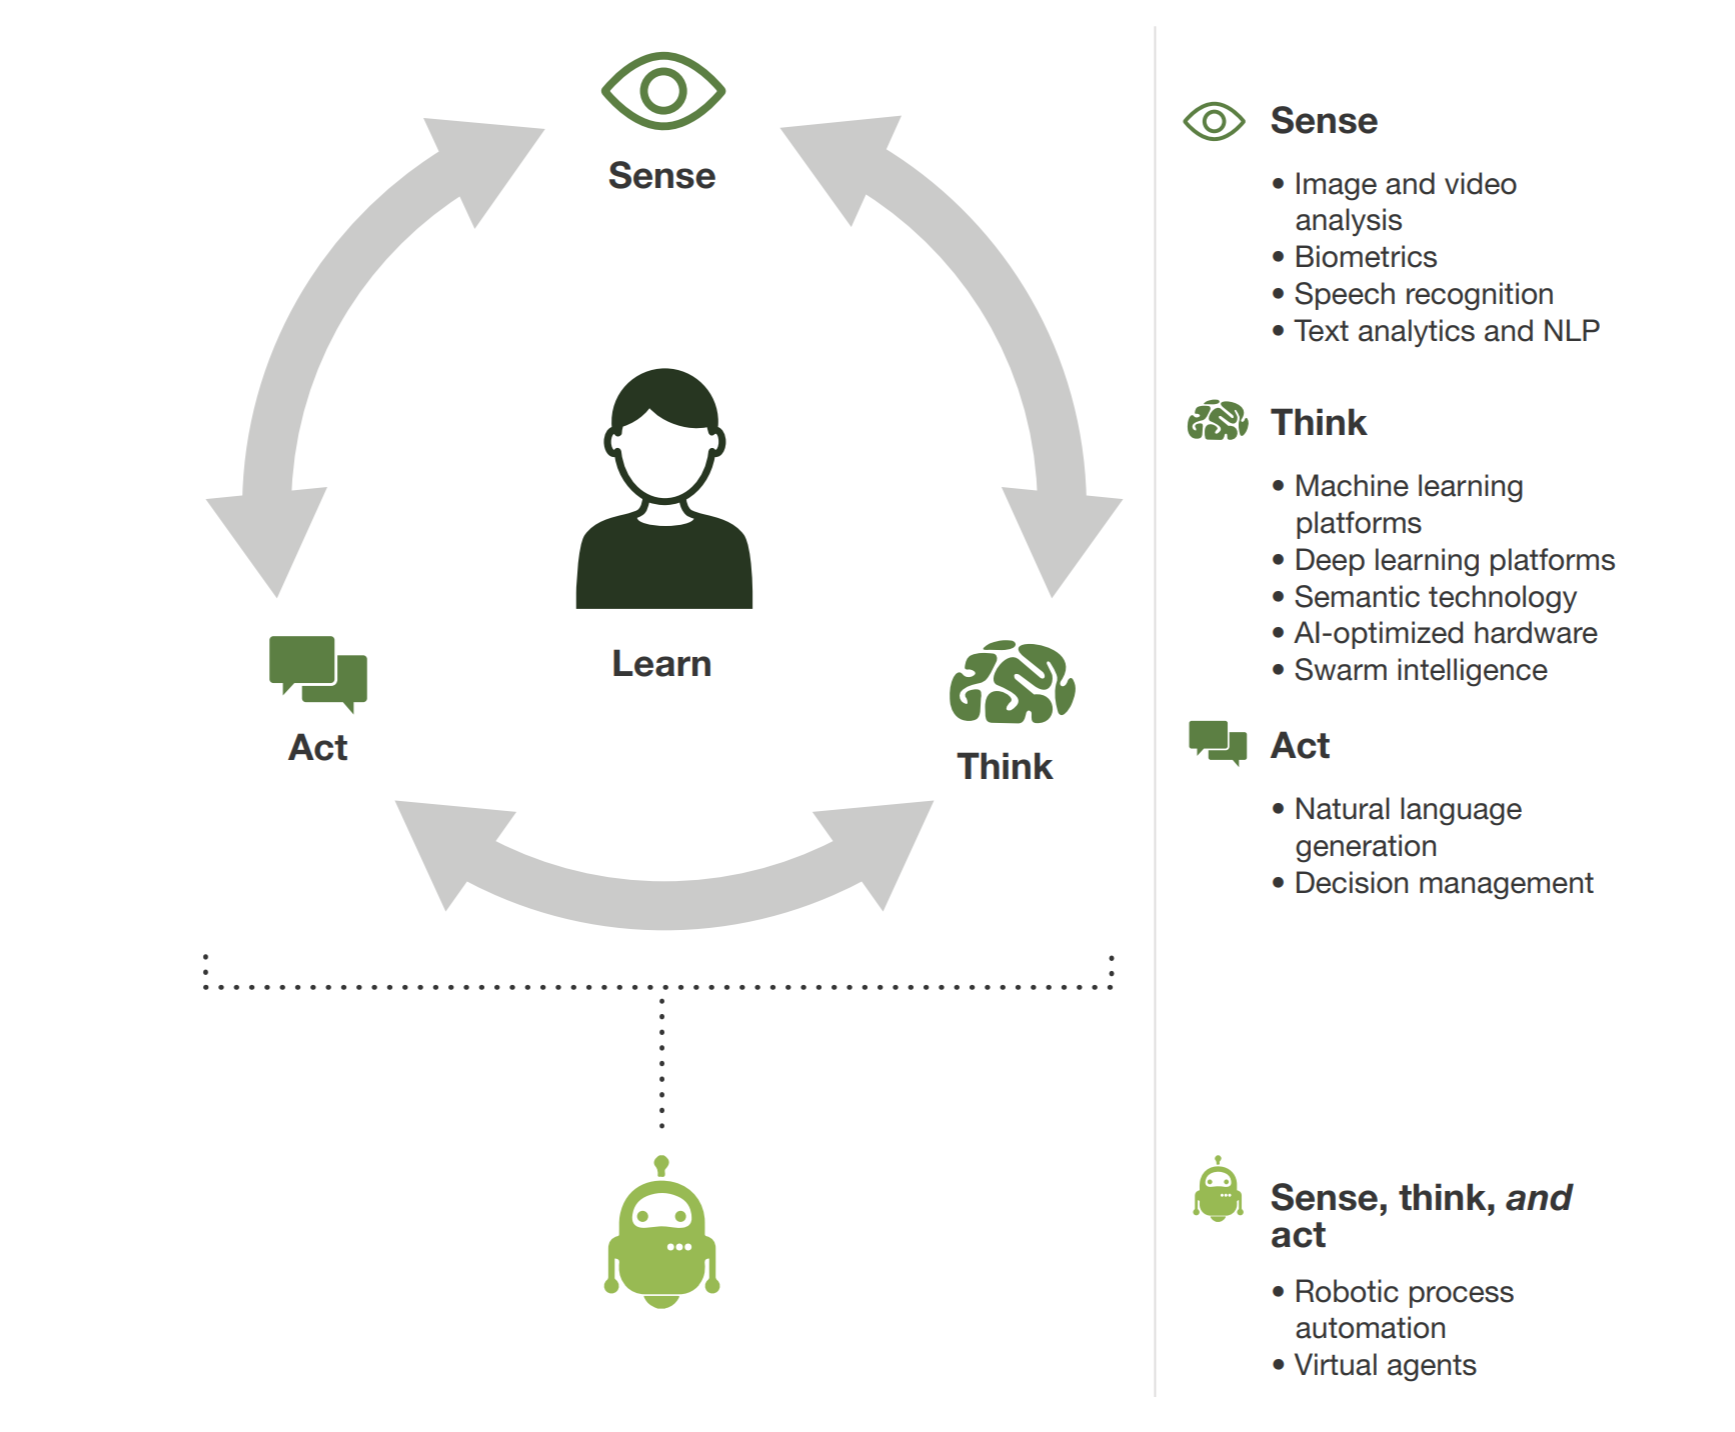 Sense
Learn
Act
Think
Sense
• Image and video
analysis
• Biometrics
• Speech recognition
• Text analytics and NLP
Think
• Machine learning
platforms
• Deep learning platforms
• Semantic technology
• AI-optimized hardware
• Swarm intelligence
Act
• Natural language
generation
• Decision management
Sense, think, and
act
• Robotic process
automation
• Virtual agents